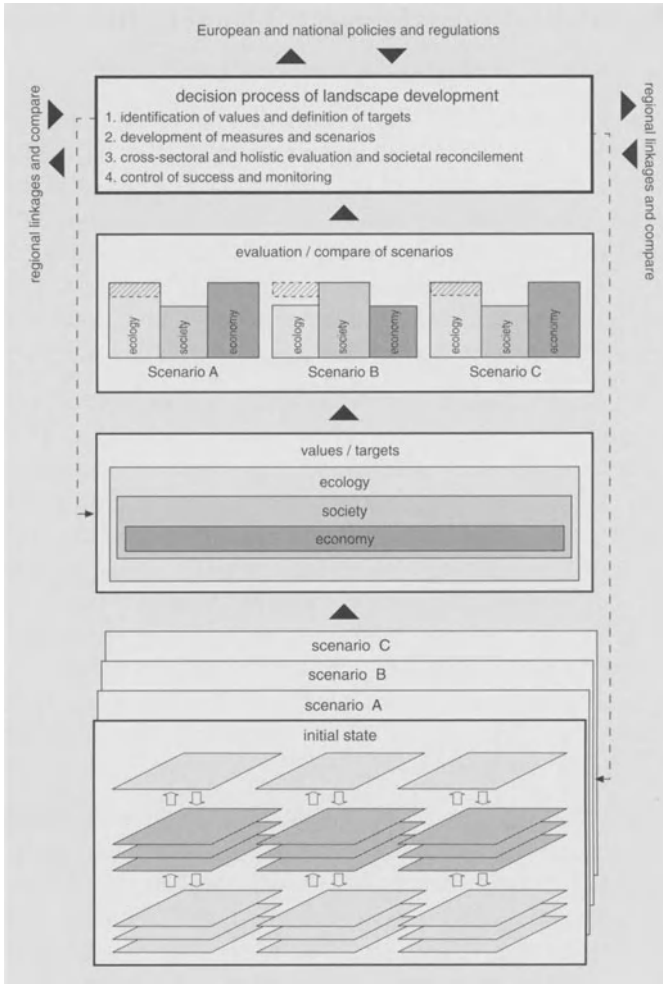 European and national policies and regulations
regional linkages and compare
decision process of landscape development
1. identification of values and definition of targets
2. development of measures and scenarios
3. cross-sectoral and holistic evaluation and societal reconcilement
4. control of success and monitoring
regional linkages and compare
evaluation / compare of scenarios
ecology
society
economy
Scenario A
ecology
society
economy
Scenario B
ecology
society
economy
Scenario C
values / targets
ecology
society
economy
scenario C
scenario B
scenario A
initial state